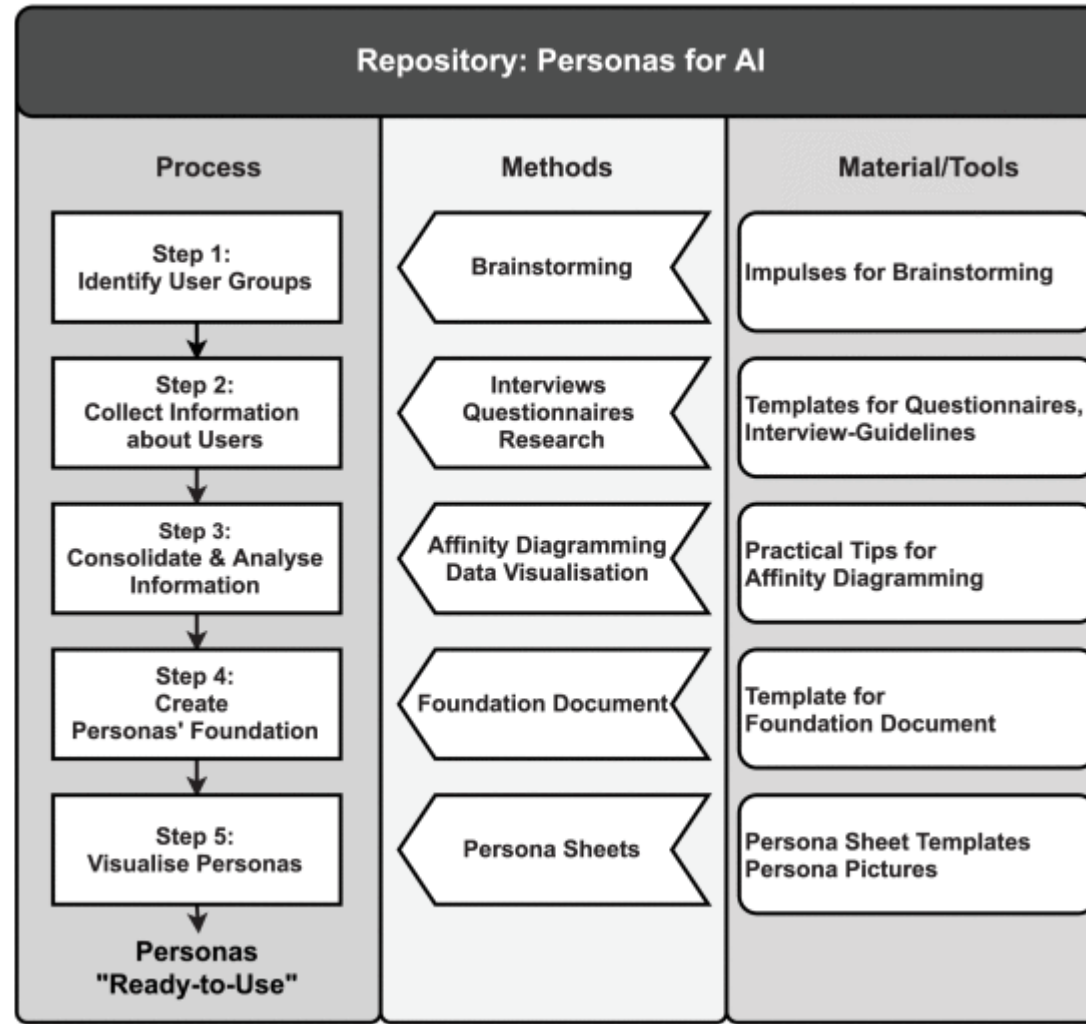 Repository: Personas for AI
Process
Methods
Material/Tools
Step 1:
Identify User Groups
Brainstorming
Impulses for Brainstorming
Step 2:
Collect Information
about Users
Interviews
Questionnaires
Research
Templates for Questionnaires,
Interview-Guidelines
Step 3:
Consolidate & Analyse
Information
Affinity Diagramming
Data Visualisation
Practical Tips for
Affinity Diagramming
Step 4:
Create
Personas' Foundation
Foundation Document
Template for
Foundation Document
Step 5:
Visualise Personas
Persona Sheets
Persona Sheet Templates
Persona Pictures
Personas
"Ready-to-Use"